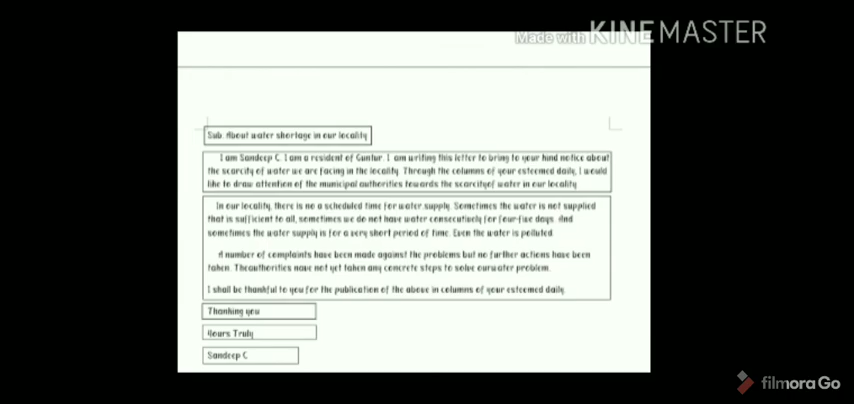 Made with KINEMASTER
Sub. About water shortage in our locality
I am Sandeep C. I am a resident of Guntur. I am writing this letter to bring to your kind notice about
the scarcity of water we are facing in the locality. Through the columns of your esteemed daily, I would
like to draw attention of the municipal authorities towards the scarcityof water in our locality
In our locality, there is no a scheduled time for water supply. Sometimes the water is not supplied
that is sufficient to all, sometimes we do not have water consecutively for four-five days. And
sometimes the water supply is for a very short period of time. Even the water is polluted.
A number of complaints have been made against the problems but no further actions have been
taken. Theauthorities nave not yet taken any concrete steps to solve ourwater problem.
I shall be thankful to you for the publication of the above in columns of your esteemed daily.
Thanking you
Yours Truly
Sandeep C
filmora Go